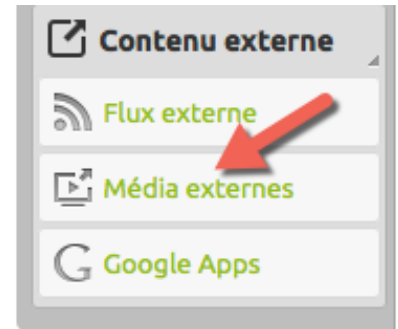 Contenu externe
Flux externe
Média externes
Google Apps